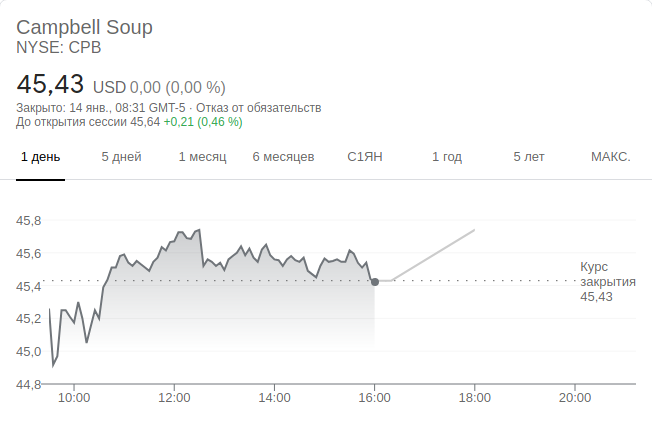 Campbell Soup
NYSE: CPB
45,43 USD 0,00 (0,00 %)
Закрыто: 14 янв., 08:31 GMT-5 · Отказ от обязательств
До открытия сессии 45,64 +0,21 (0,46 %)
1 день 5 дней 1 месяц 6 месяцев С1ЯН 1 год 5 лет МАКС.
45,8
45,6
Курс
закрытия
45,43
45,4
45,2
45,0
44,8
10:00 12:00 14:00 16:00 18:00 20:00